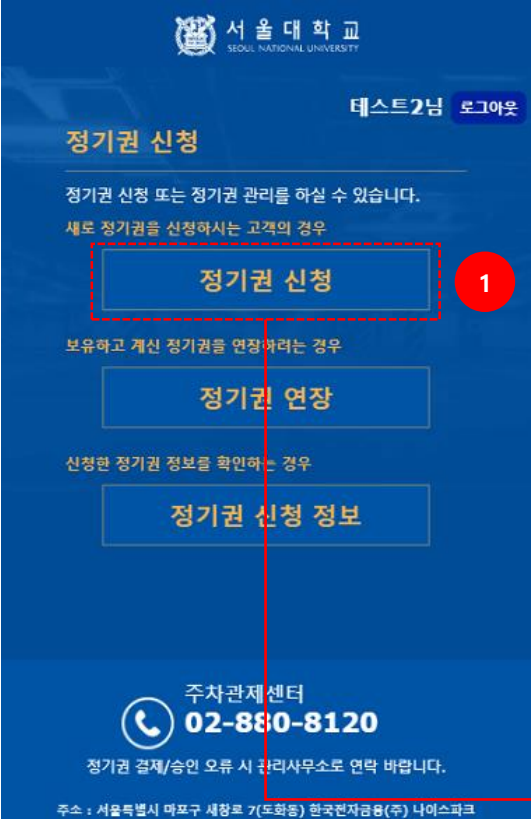 서울대학교
SEOUL NATIONAL UNIVERSITY
테스트2님 로그아웃
정기권 신청
정기권 신청 또는 정기권 관리를 하실 수 있습니다.
새로 정기권을 신청하시는 고객의 경우
정기권 신청
1
보유하고 계신 정기권을 연장하려는 경우
정기권 연장
신청한 정기권 정보를 확인하는 경우
정기권 신청 정보
주차관제센터
02-880-8120
정기권 결제/승인 오류 시 관리사무소로 연락 바랍니다.
주소 : 서울특별시 마포구 새창로 7(도화동) 한국전자금융(주) 나이스파크